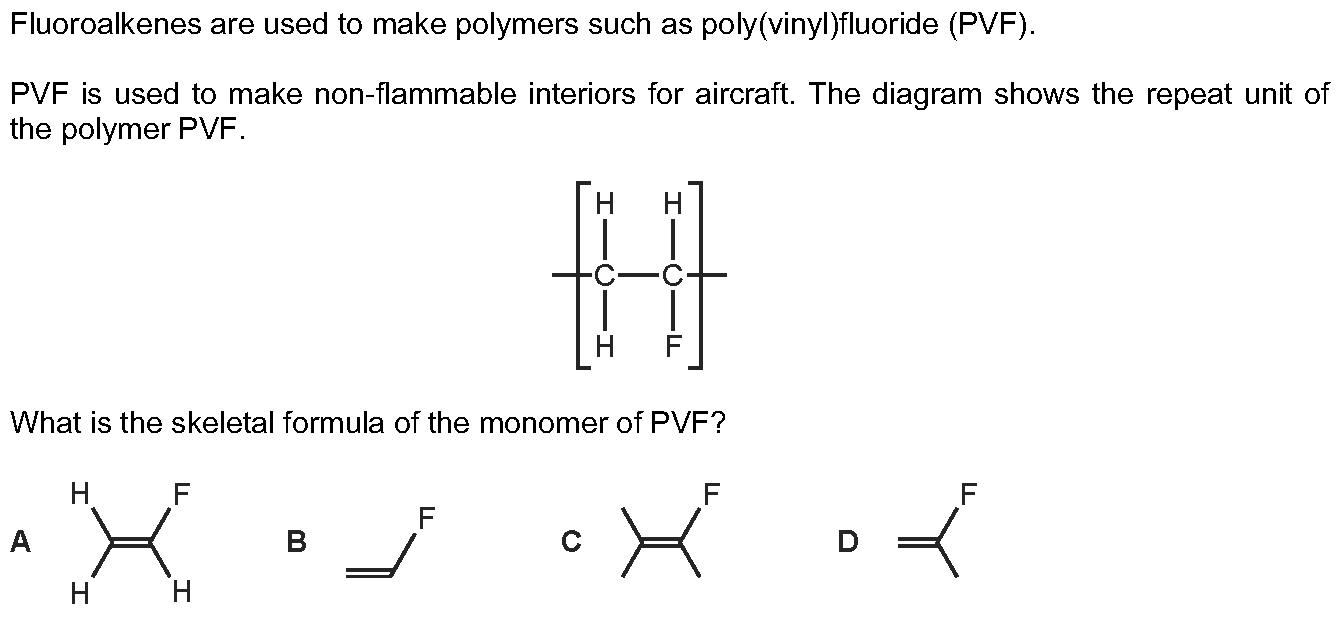 Fluoroalkenes are used to make polymers such as poly(vinyl)fluoride (PVF).
PVF is used to make non-flammable interiors for aircraft. The diagram shows the repeat unit of
the polymer PVF.
H H
C C
H F
What is the skeletal formula of the monomer of PVF?
H F F F F
A B C D
H H